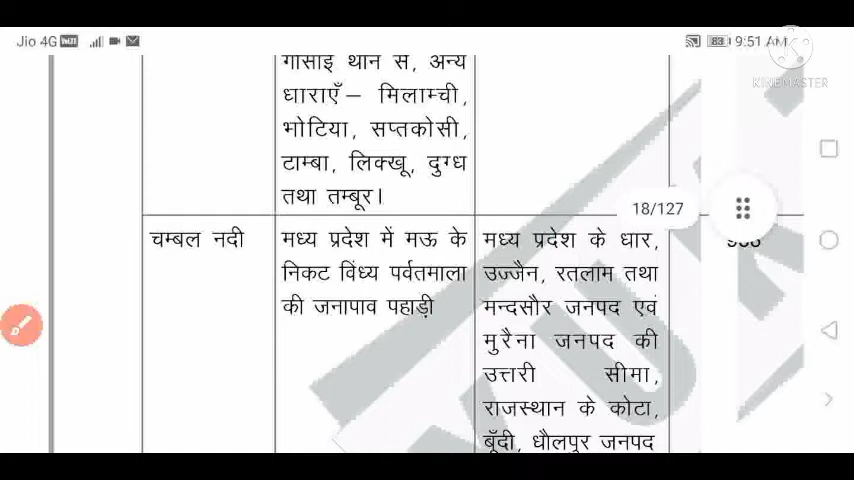 Jio 4G VoLTE
83 9:51 AM
KINEMASTER
गोसाई थान से, अन्य
धाराएँ – मिलाम्ची,
भोटिया, सप्तकोसी,
टाम्बा, लिक्खू, दुग्ध
तथा तम्बूर।
18/127
चम्बल नदी
मध्य प्रदेश में मऊ के
निकट विंध्य पर्वतमाला
की जनापाव पहाड़ी
मध्य प्रदेश के धार,
उज्जैन, रतलाम तथा
मन्दसौर जनपद एवं
मुरैना जनपद की
उत्तरी सीमा,
राजस्थान के कोटा,
बूँदी, धौलपुर जनपद